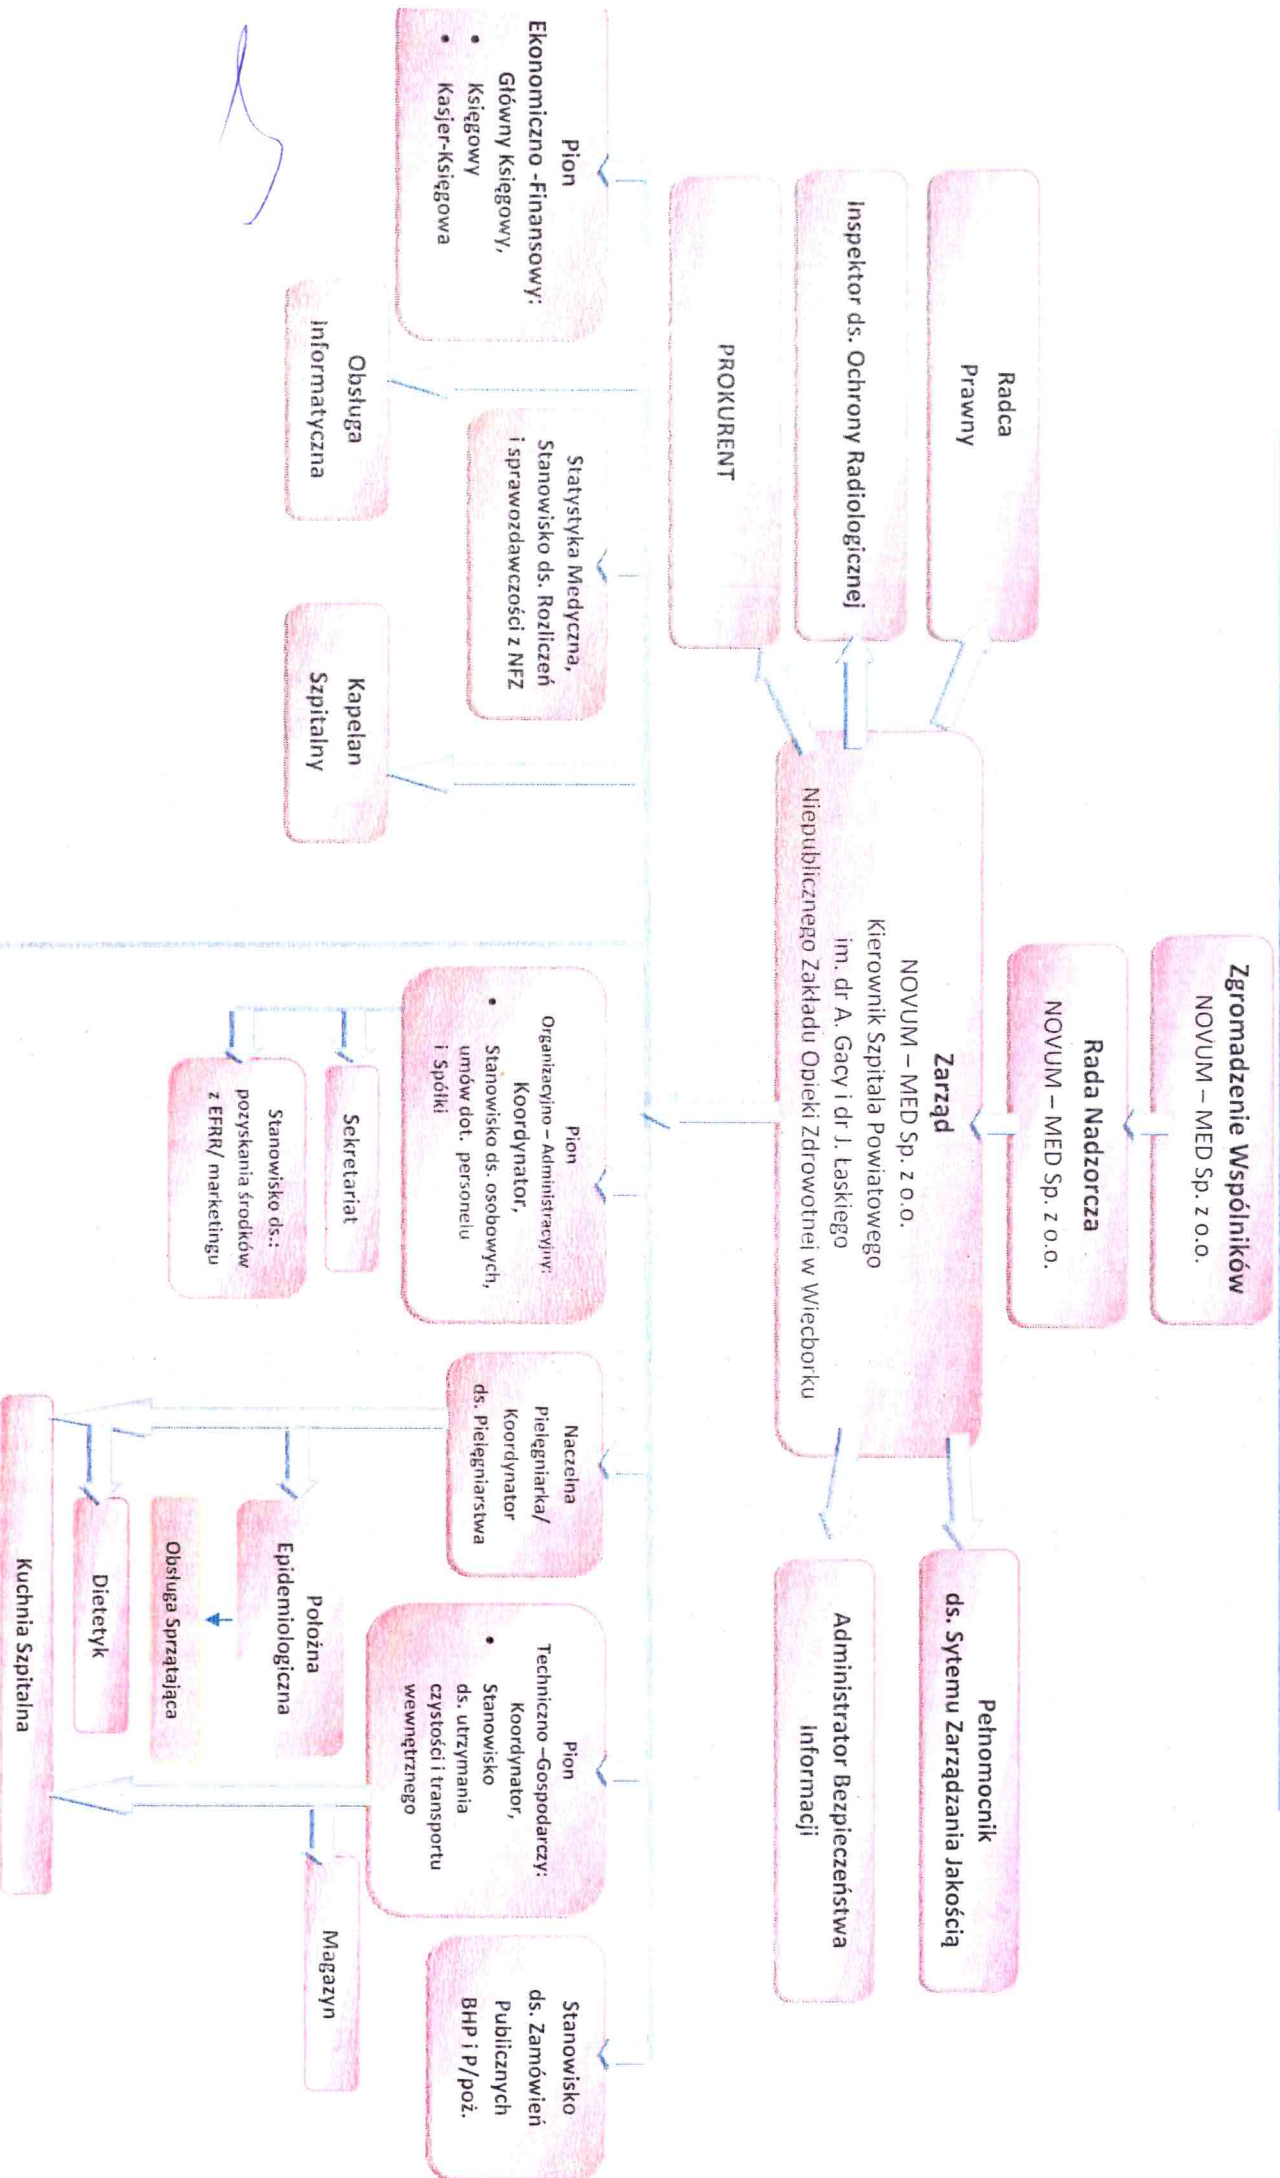 Zgromadzenie Wspólników
NOVUM – MED Sp. z o.o.
Rada Nadzorcza
NOVUM – MED Sp. z o.o.
Zarząd
NOVUM – MED Sp. z o.o.
Kierownik Szpitala Powiatowego
im. dr A. Gacy i dr J. Łaskiego
Niepublicznego Zakładu Opieki Zdrowotnej w Więcborku
Radca
Prawny
Inspektor ds. Ochrony Radiologicznej
PROKURENT
Pełnomocnik
ds. Sytemu Zarządzania Jakością
Administrator Bezpieczeństwa
Informacji
Pion
Ekonomiczno -Finansowy:
Główny Księgowy,
• Księgowy
• Kasjer-Księgowa
Statystyka Medyczna,
Stanowisko ds. Rozliczeń
i sprawozdawczości z NFZ
Obsługa
informatyczna
Kapelan
Szpitalny
Pion
Organizacyjno – Administracyjny:
Koordynator,
• Stanowisko ds. osobowych,
umów dot. personelu
i Spółki
Sekretariat
Stanowisko ds.:
pozyskania środków
z EFRR/ marketingu
Naczelna
Pielęgniarka/
Koordynator
ds. Pielęgniarstwa
Położna
Epidemiologiczna
Obsługa Sprzątająca
Dietetyk
Kuchnia Szpitalna
Pion
Techniczno –Gospodarczy:
Koordynator,
• Stanowisko
ds. utrzymania
czystości i transportu
wewnętrznego
Magazyn
Stanowisko
ds. Zamówień
Publicznych
BHP i P/poż.